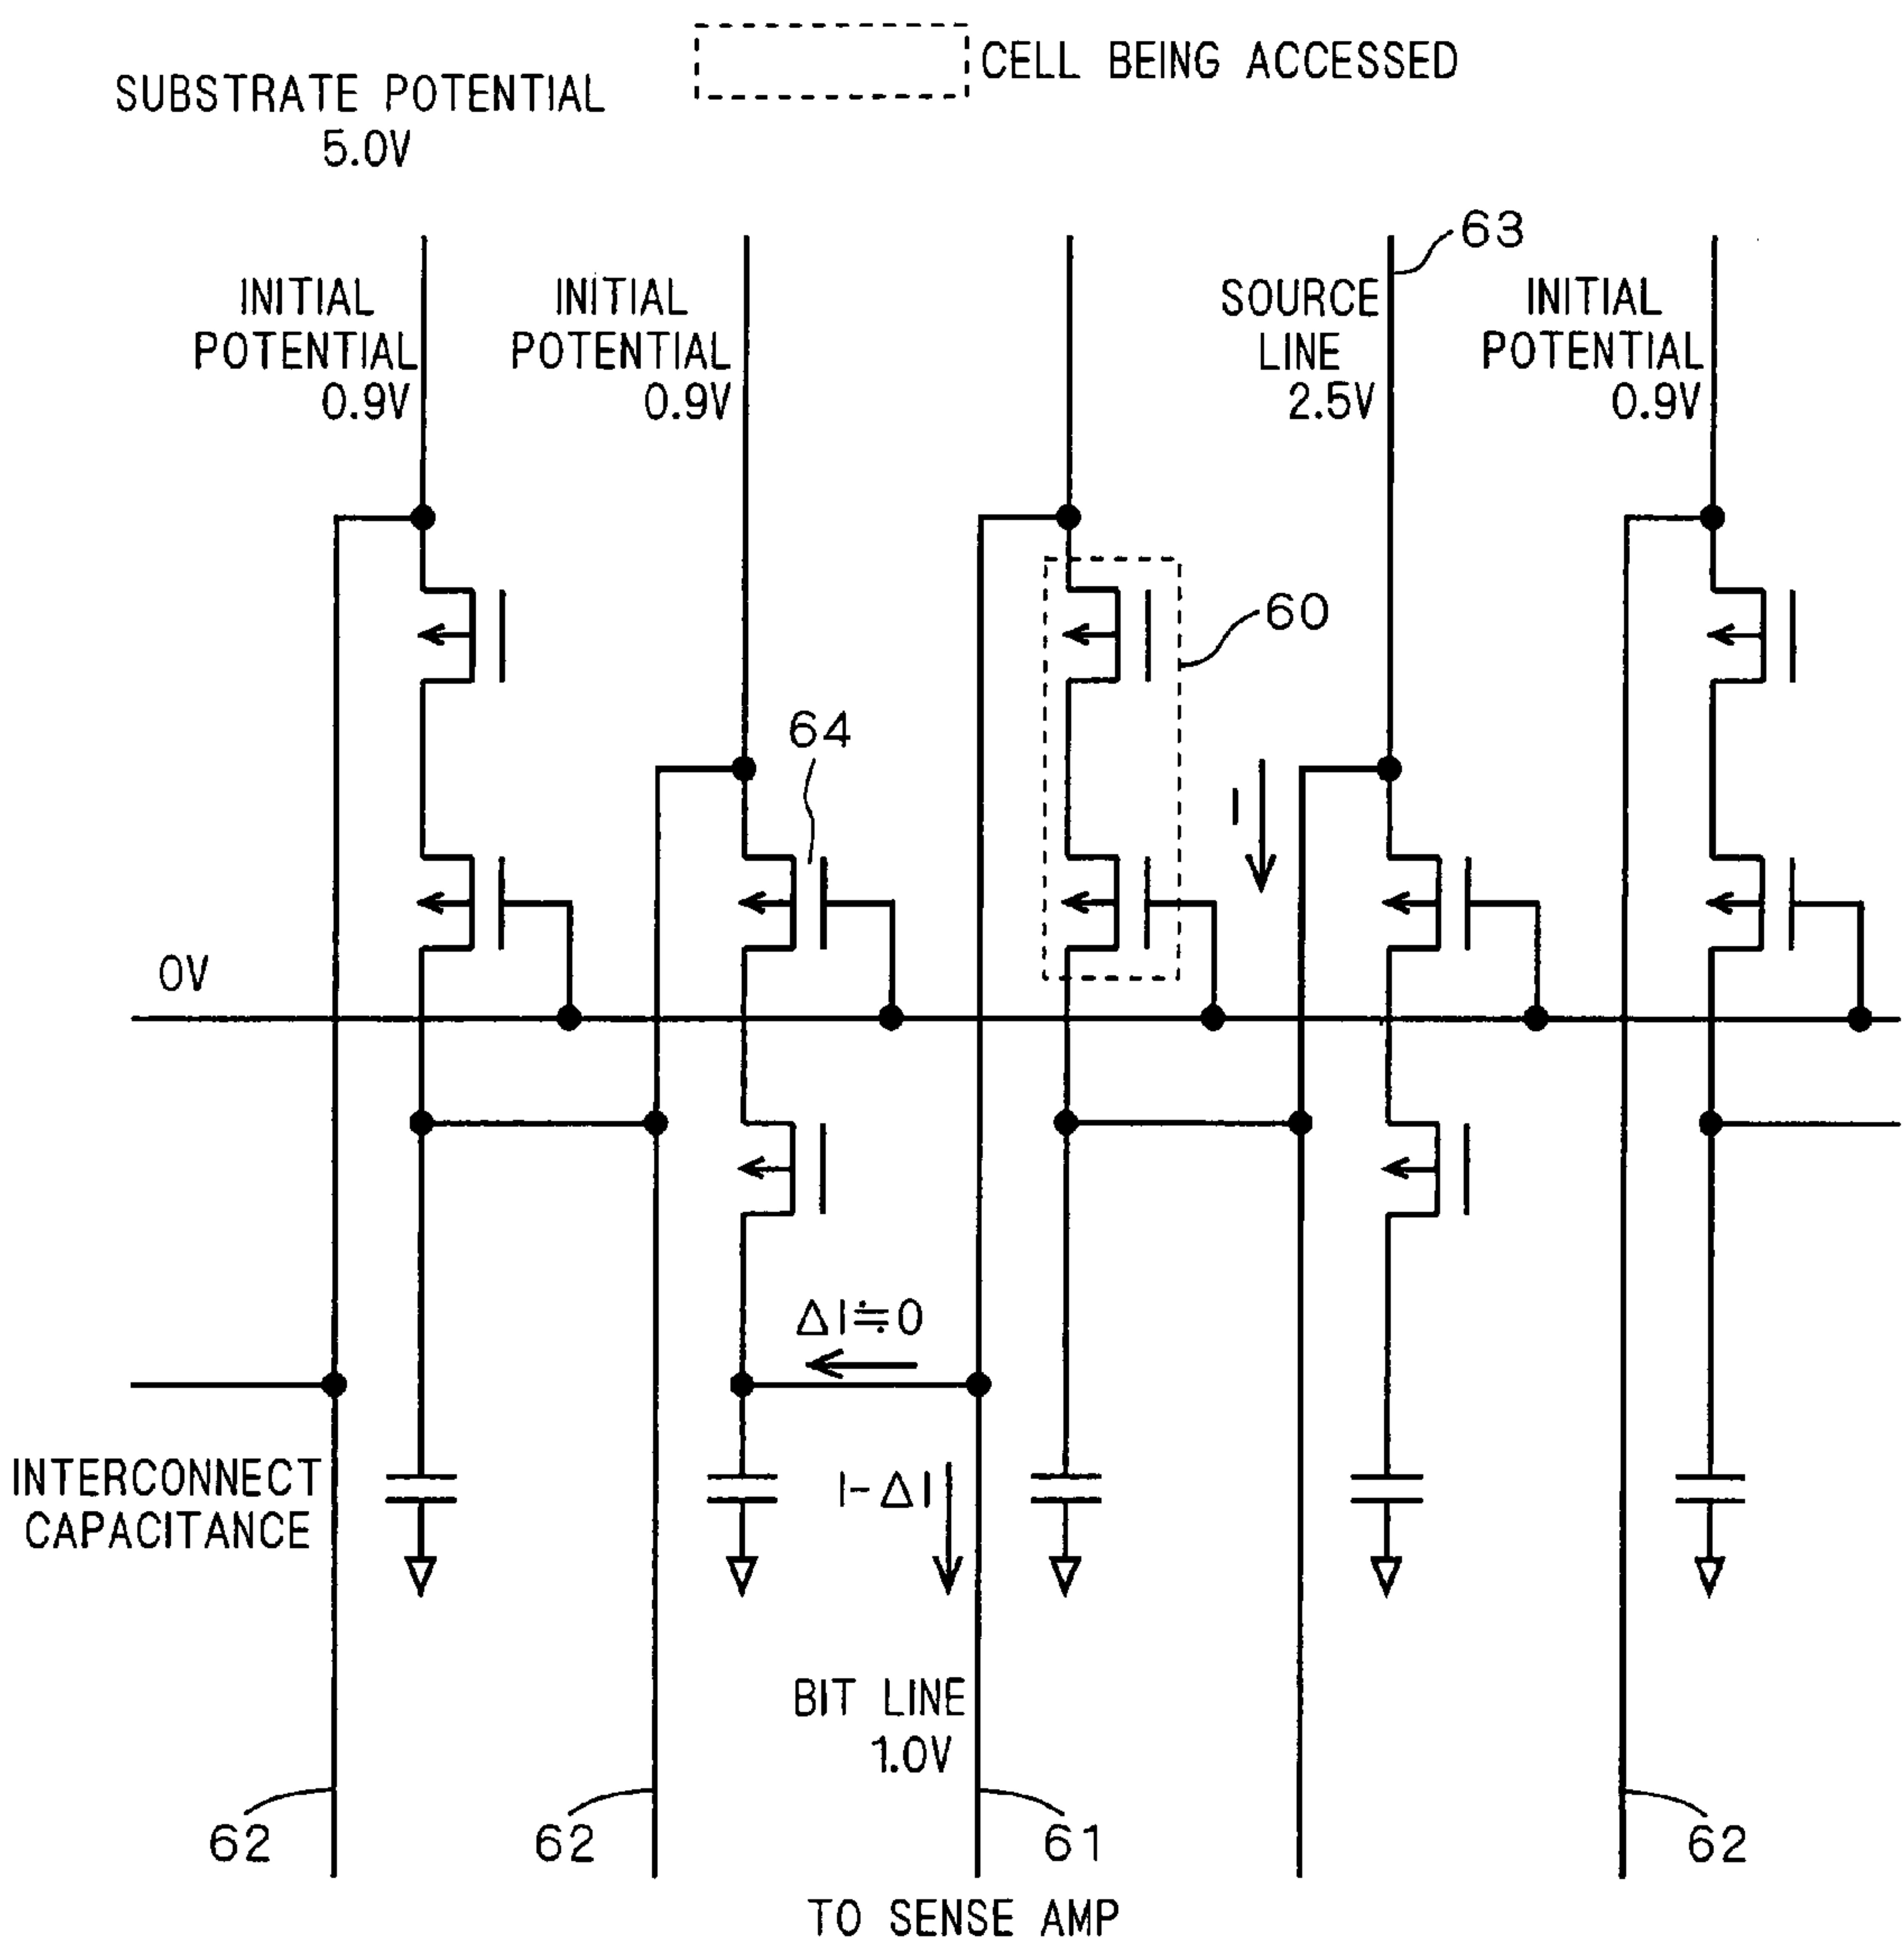 CELL BEING ACCESSED
SUBSTRATE POTENTIAL
5.0V
63
INITIAL
POTENTIAL
0.9V
INITIAL
POTENTIAL
0.9V
SOURCE
LINE
2.5V
INITIAL
POTENTIAL
0.9V
60
64
I
0V
ΔI≒0
INTERCONNECT
CAPACITANCE
I-ΔI
BIT LINE
1.0V
62
62
61
62
TO SENSE AMP